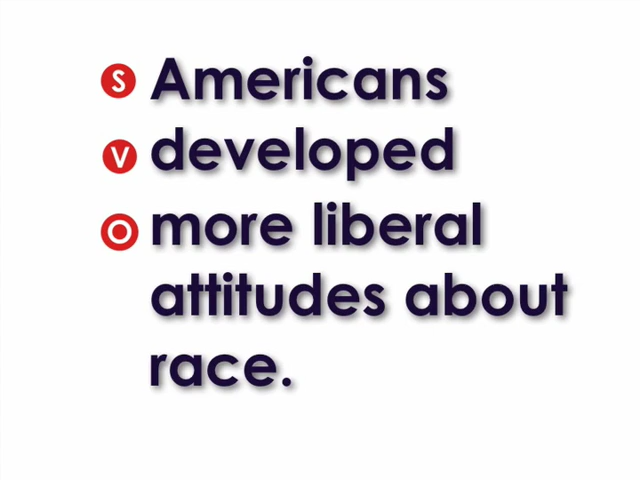 S Americans
V developed
O more liberal
attitudes about
race.